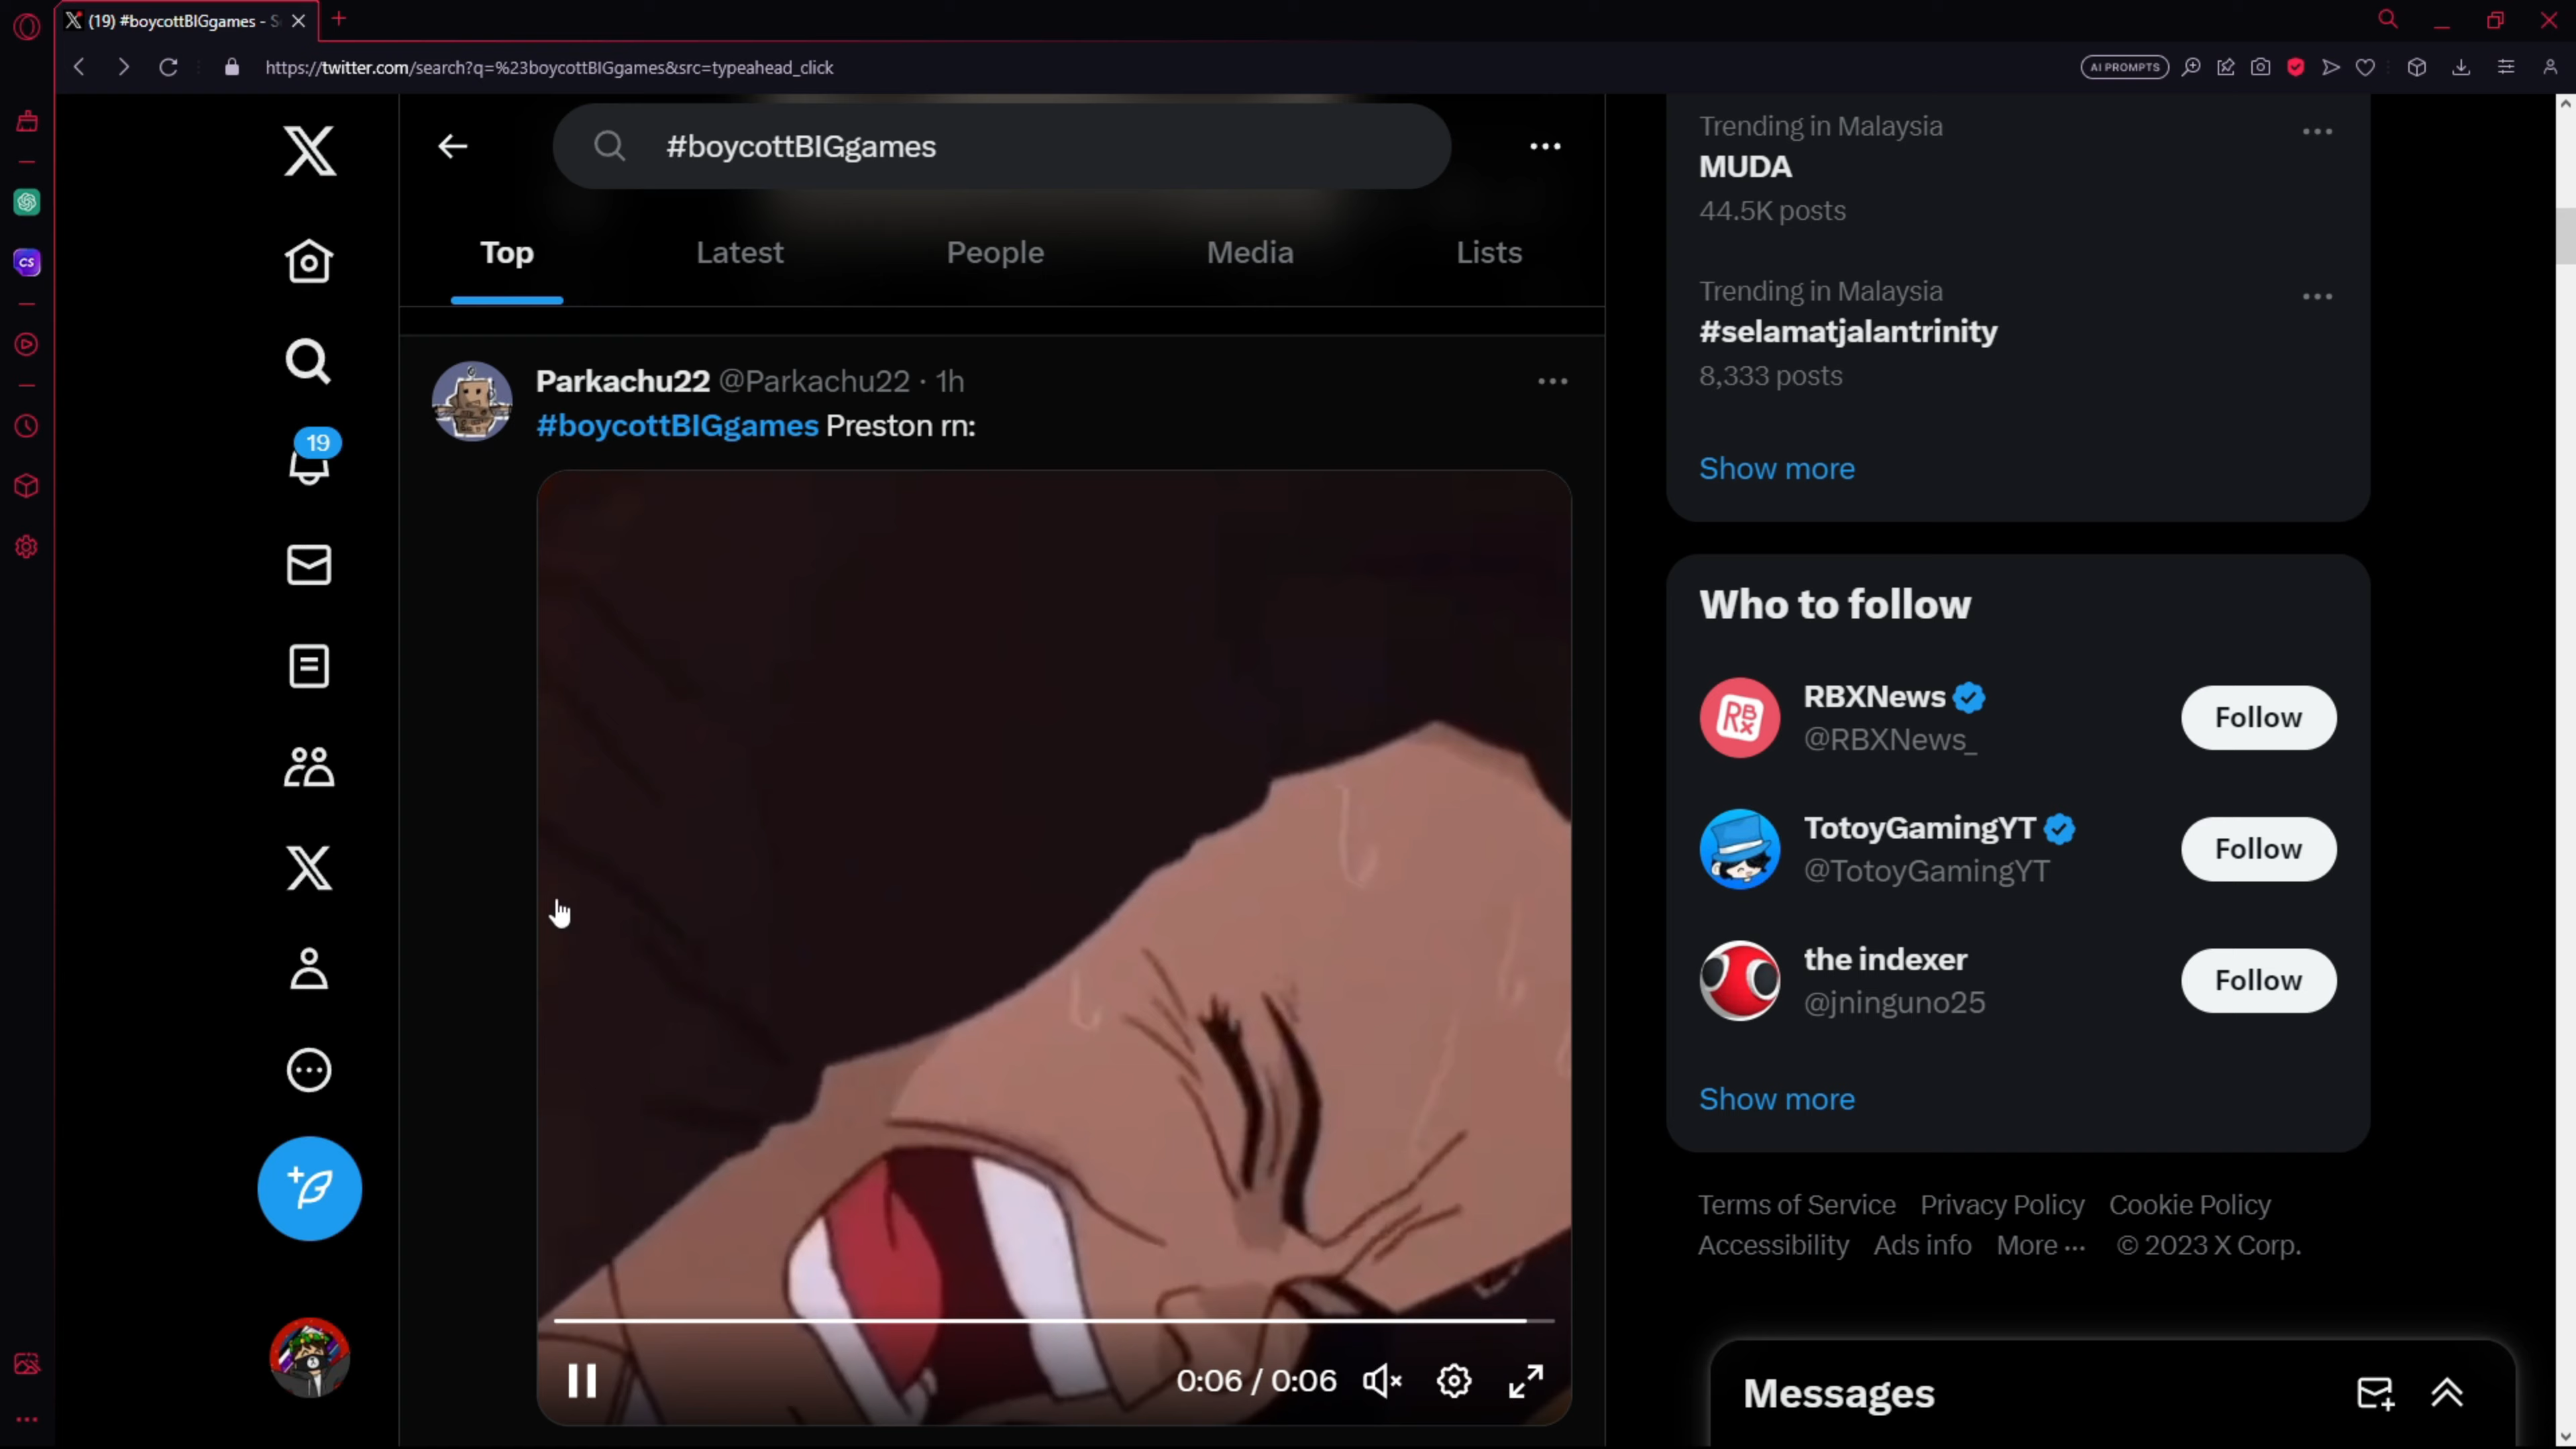 (19) #boycottBIGgames - S
https://twitter.com/search?q=%23boycottBIGgames&src=typeahead_click
AI PROMPTS
CS
#boycottBIGgames
Top
Latest
People
Media
Lists
19
Parkachu22 @Parkachu22 · 1h
#boycottBIGgames Preston rn:
0:06 / 0:06
Trending in Malaysia
MUDA
44.5K posts
Trending in Malaysia
#selamatjalantrinity
8,333 posts
Show more
Who to follow
RBX
RBXNews
@RBXNews_
Follow
TotoyGamingYT
@TotoyGamingYT
Follow
the indexer
@jninguno25
Follow
Show more
Terms of Service Privacy Policy Cookie Policy
Accessibility Ads info More ··· © 2023 X Corp.
Messages